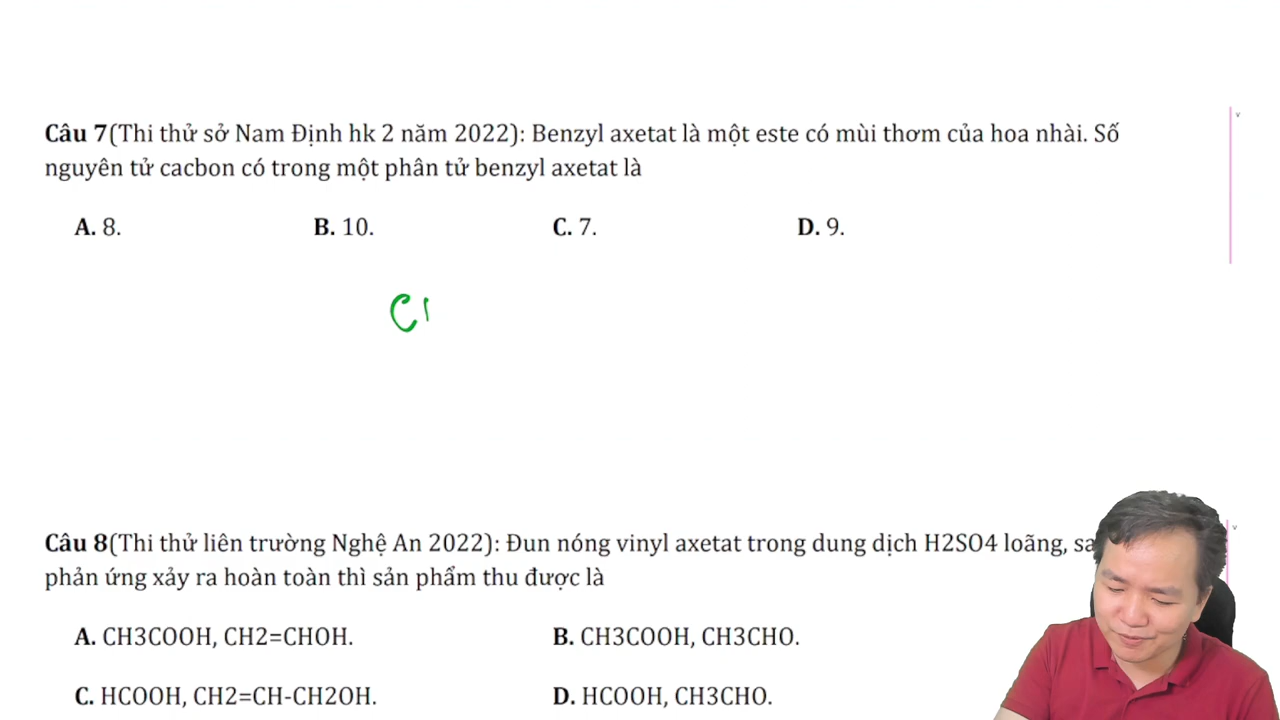 Câu 7(Thi thử sở Nam Định hk 2 năm 2022): Benzyl axetat là một este có mùi thơm của hoa nhài. Số
nguyên tử cacbon có trong một phân tử benzyl axetat là
A. 8. B. 10. C. 7. D. 9.
Câu 8(Thi thử liên trường Nghệ An 2022): Đun nóng vinyl axetat trong dung dịch H2SO4 loãng,
phản ứng xảy ra hoàn toàn thì sản phẩm thu được là
A. CH3COOH, CH2=CHOH. B. CH3COOH, CH3CHO.
C. HCOOH, CH2=CH-CH2OH. D. HCOOH, CH3CHO.